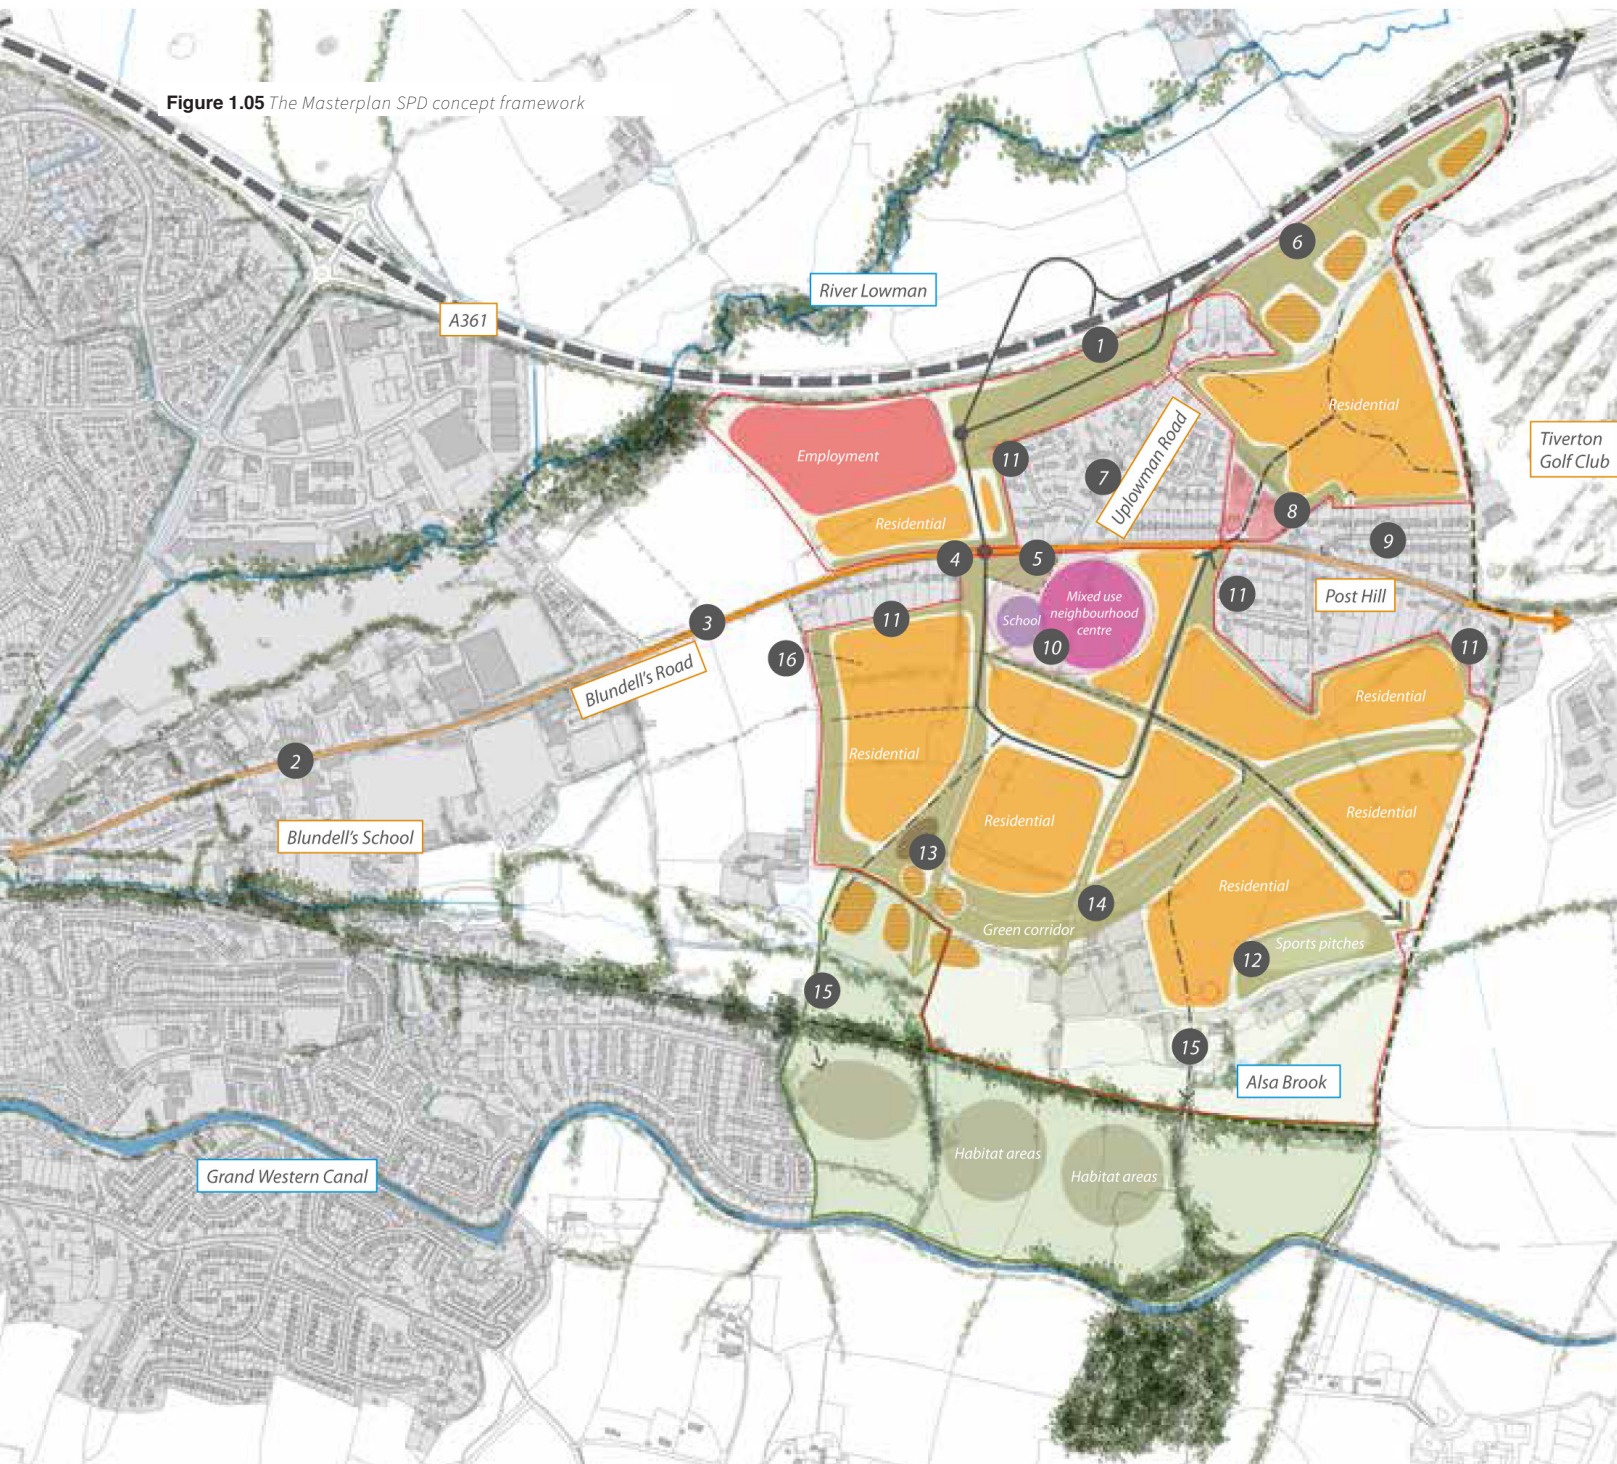 Figure 1.05 The Masterplan SPD concept framework
6
River Lowman
A361
1
Residential
Tiverton
Golf Club
Employment
11
7
Uplowman Road
8
Residential
9
4
5
Mixed use
neighbourhood
centre
School
11
Post Hill
3
11
10
11
16
Blundell's Road
Residential
2
Residential
Residential
Residential
Blundell's School
13
Residential
14
Green corridor
Sports pitches
12
15
15
Alsa Brook
Habitat areas
Habitat areas
Grand Western Canal